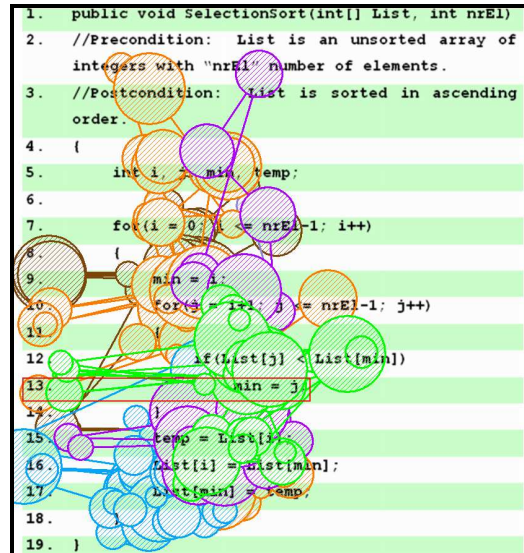 1. public void SelectionSort(int[] List, int nrEl)
2. //Precondition: List is an unsorted array of
integers with "nrEl" number of elements.
3. //Postcondition: List is sorted in ascending
order.
4. {
5. int i, j, min, temp;
6.
7. for(i = 0; i <= nrEl-1; i++)
8. {
9. min = i;
10. for(j = i+1; j <= nrEl-1; j++)
11. {
12. if(List[j] < List[min])
13. min = j
14. }
15. temp = List[i]
16. List[i] = List[min];
17. List[min] = temp;
18. }
19. }